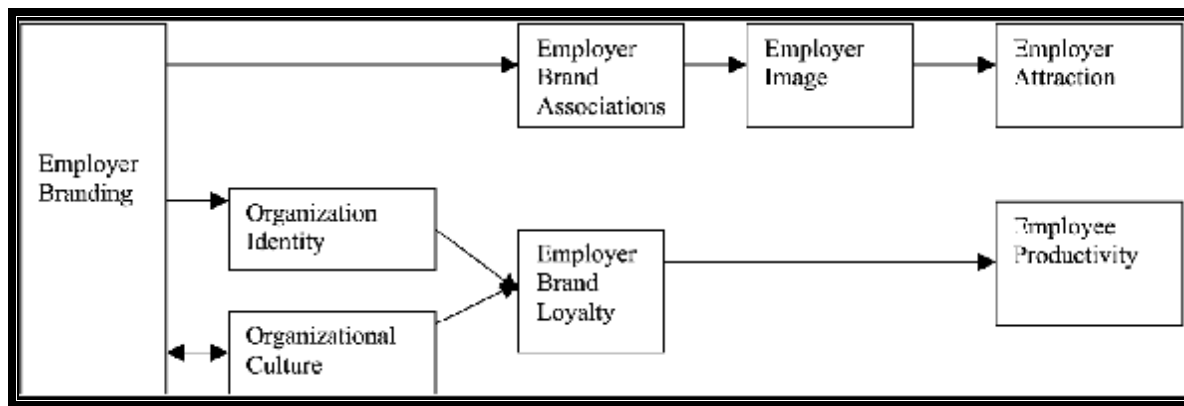 Employer
Branding
Employer
Brand
Associations
Employer
Image
Employer
Attraction
Organization
Identity
Organizational
Culture
Employer
Brand
Loyalty
Employee
Productivity